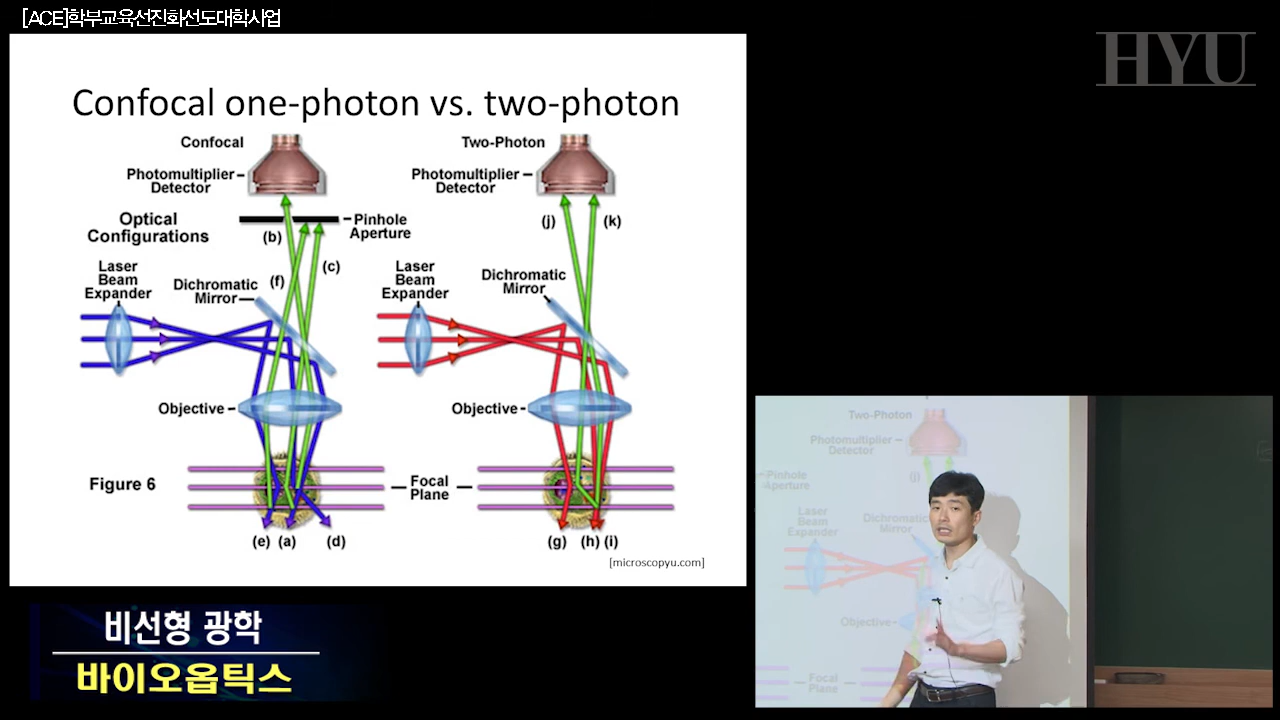 [ACE]학부교육선진화선도대학사업
HYU
Confocal one-photon vs. two-photon
Confocal
Photomultiplier
Detector
Optical
Configurations
Pinhole
Aperture
(b)
(c)
(f)
Laser
Beam
Expander
Dichromatic
Mirror
Objective
Figure 6
(e) (a) (d)
Two-Photon
Photomultiplier
Detector
(j) (k)
Laser
Beam
Expander
Dichromatic
Mirror
Objective
Focal
Plane
(g) (h) (i)
[microscopyu.com]
비선형 광학
바이오옵틱스
Two-Photon
Photomultiplier
Detector
(j)
Pinhole
Aperture
Laser
Beam
Expander
Dichromatic
Mirror
Objective
Focal
Plane